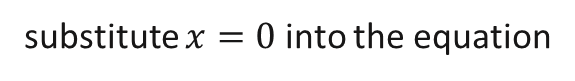 substitute x = 0 into the equation